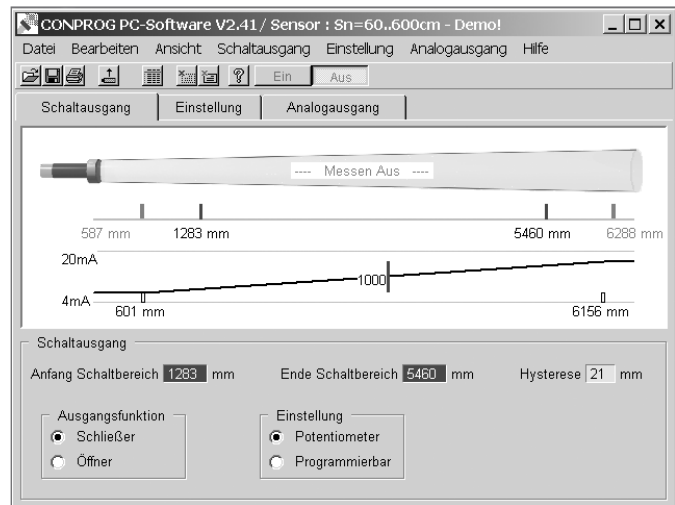 CONPROG PC-Software V2.41 / Sensor : Sn=60..600cm - Demo!
Datei Bearbeiten Ansicht Schaltausgang Einstellung Analogausgang Hilfe
Ein Aus
Schaltausgang Einstellung Analogausgang
---- Messen Aus ----
587 mm 1283 mm 5460 mm 6288 mm
20mA
1000
4mA
601 mm 6156 mm
Schaltausgang
Anfang Schaltbereich 1283 mm Ende Schaltbereich 5460 mm Hysterese 21 mm
Ausgangsfunktion Einstellung
Schließer Potentiometer
Öffner Programmierbar